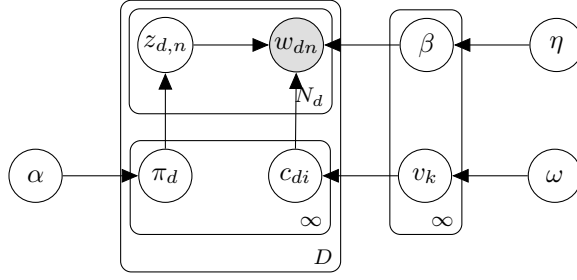 z_{d,n} w_{dn} β η
N_d
α π_d c_{di} v_k ω
∞ ∞
D